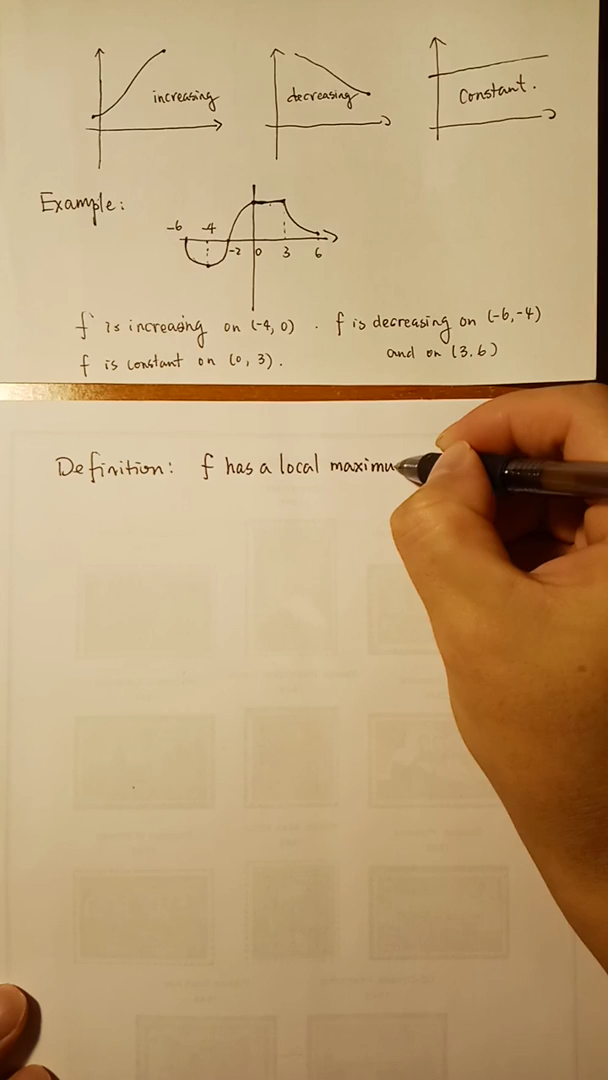 increasing decreasing constant.
Example:
-6 -4 -2 0 3 6
f is increasing on (-4, 0) . f is decreasing on (-6, -4)
f is constant on (0, 3). and on (3, 6)
Definition: f has a local maximu